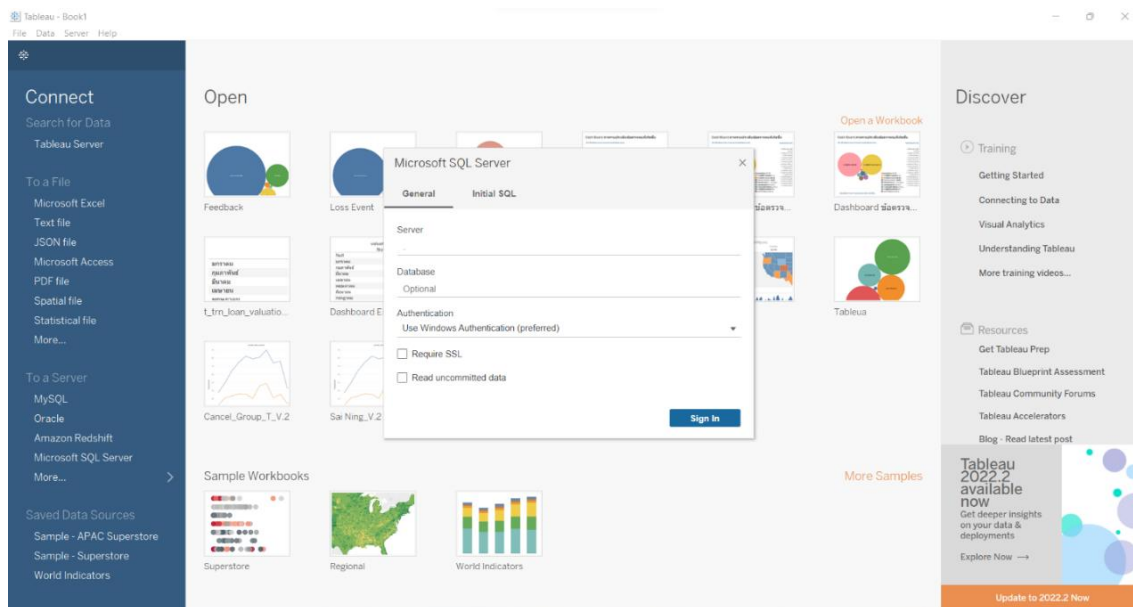 Tableau - Book1
File Data Server Help
Connect
Search for Data
Tableau Server
To a File
Microsoft Excel
Text file
JSON file
Microsoft Access
PDF file
Spatial file
Statistical file
More...
To a Server
MySQL
Oracle
Amazon Redshift
Microsoft SQL Server
More...
Saved Data Sources
Sample - APAC Superstore
Sample - Superstore
World Indicators
Open
Open a Workbook
Feedback
Loss Event
Dashboard ข้อตรวจ...
t_trn_loan_valuatio...
Dashboard E
Tableua
Cancel_Group_T_V.2
Sai Ning_V.2
Microsoft SQL Server
General
Initial SQL
Server
Database
Optional
Authentication
Use Windows Authentication (preferred)
Require SSL
Read uncommitted data
Sign In
Sample Workbooks
More Samples
Superstore
Regional
World Indicators
Discover
Training
Getting Started
Connecting to Data
Visual Analytics
Understanding Tableau
More training videos...
Resources
Get Tableau Prep
Tableau Blueprint Assessment
Tableau Community Forums
Tableau Accelerators
Blog - Read latest post
Tableau
2022.2
available
now
Get deeper insights
on your data &
deployments
Explore Now →
Update to 2022.2 Now